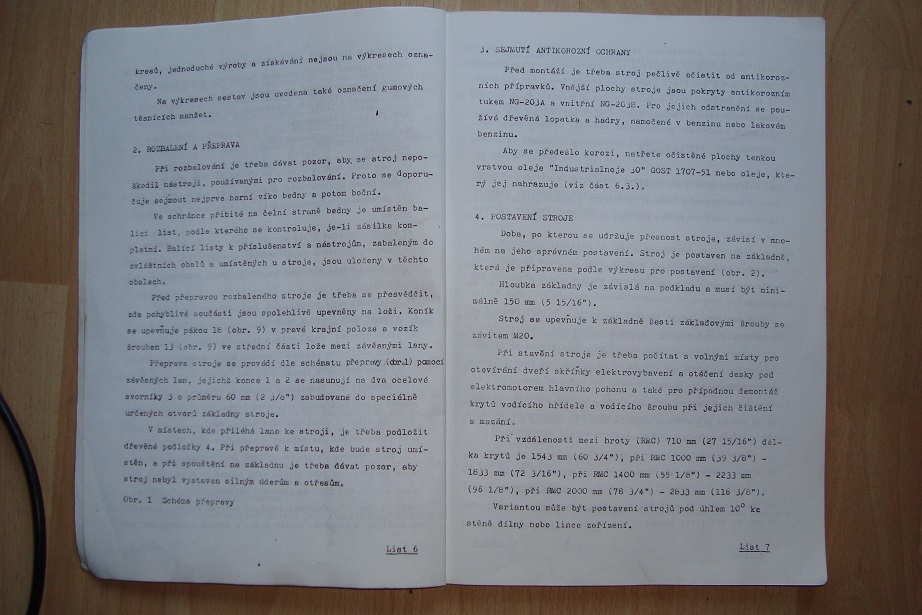 kresů, jednoduché výroby a získávání nejsou na výkresech ozna-
čeny.
Na výkresech sestav jsou uvedena také označení gumových
těsnících manžet.
2. ROZBALENÍ A PŘEPRAVA
Při rozbalování je třeba dávat pozor, aby se stroj nepo-
škodil nástroji, používanými pro rozbalování. Proto se doporu-
čuje sejmout nejprve horní víko bedny a potom boční.
Ve schránce přibité na čelní straně bedny je umístěn ba-
lící list, podle kterého se kontroluje, je-li zásilka kom-
pletní. Balící listy k příslušenství a nástrojům, zabaleným do
zvláštních obalů a umístěných u stroje, jsou uloženy v těchto
obalech.
Před přepravou rozbaleného stroje je třeba se přesvědčit,
zda pohyblivé součásti jsou spolehlivě upevněny na loži. Koník
se upevňuje pákou 18 (obr. 9) v pravé krajní poloze a vozík
šroubem 13 (obr. 9) ve střední části lože mezi závěsnými lany.
Přeprava stroje se provádí dle schématu přepravy (obr.1) pomocí
závěsných lan, jejichž konce 1 a 2 se nasunují na dva ocelové
svorníky 3 o průměru 60 mm (2 3/8") zabudované do speciálně
určených otvorů základny stroje.
V místech, kde přiléhá lano ke stroji, je třeba podložit
dřevěné podložky 4. Při přepravě k místu, kde bude stroj umí-
stěn, a při spouštění na základnu je třeba dávat pozor, aby
stroj nebyl vystaven silným úderům a otřesům.
Obr. 1 Schéma přepravy
List 6
3. SEJMUTÍ ANTIKOROZNÍ OCHRANY
Před montáží je třeba stroj pečlivě očistit od antikoroz-
ních přípravků. Vnější plochy stroje jsou pokryty antikorozním
tukem NG-203A a vnitřní NG-203B. Pro jejich odstranění se pou-
žívá dřevěná lopatka a hadry, namočené v benzinu nebo lakovém
benzinu.
Aby se předešlo korozi, natřete očistěné plochy tenkou
vrstvou oleje "Industrialnoje 30" GOST 1707-51 nebo oleje, kte-
rý jej nahrazuje (viz část 6.3.).
4. POSTAVENÍ STROJE
Doba, po kterou se udržuje přesnost stroje, závisí v mno-
hém na jeho správném postavení. Stroj je postaven na základně,
která je připravena podle výkresu pro postavení (obr. 2).
Hloubka základny je závislá na podkladu a musí být mini-
málně 150 mm (5 15/16").
Stroj se upevňuje k základně šesti základovými šrouby se
závitem M20.
Při stavění stroje je třeba počítat s volnými místy pro
otevírání dveří skříňky elektrovybavení a otáčení desky pod
elektromotorem hlavního pohonu a také pro případnou demontáž
krytů vodícího hřídele a vodícího šroubu při jejich čištění
a mazání.
Při vzdálenosti mezi hroty (RWC) 710 mm (27 15/16") dél-
ka krytů je 1543 mm (60 3/4"), při RWC 1000 mm (39 3/8") -
1833 mm (72 3/16"), při RWC 1400 mm (55 1/8") - 2233 mm
(96 1/8"), při RWC 2000 mm (78 3/4") - 2833 mm (116 3/8").
Variantou může být postavení strojů pod úhlem 10° ke
stěně dílny nebo lince zařízení.
List 7